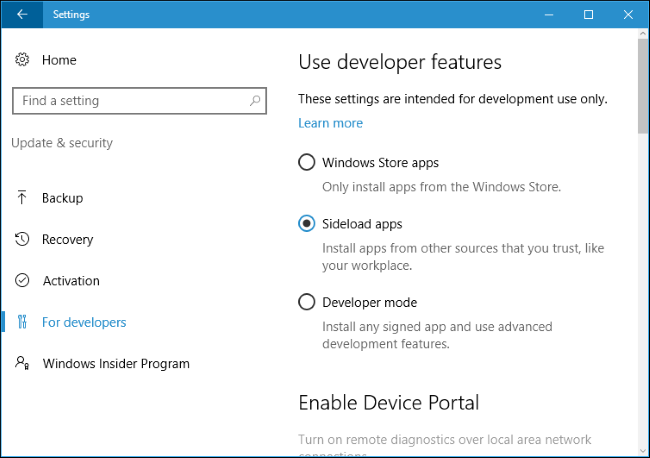 Settings
Home
Find a setting
Update & security
Backup
Recovery
Activation
For developers
Windows Insider Program
Use developer features
These settings are intended for development use only.
Learn more
Windows Store apps
Only install apps from the Windows Store.
Sideload apps
Install apps from other sources that you trust, like
your workplace.
Developer mode
Install any signed app and use advanced
development features.
Enable Device Portal
Turn on remote diagnostics over local area network
connections.